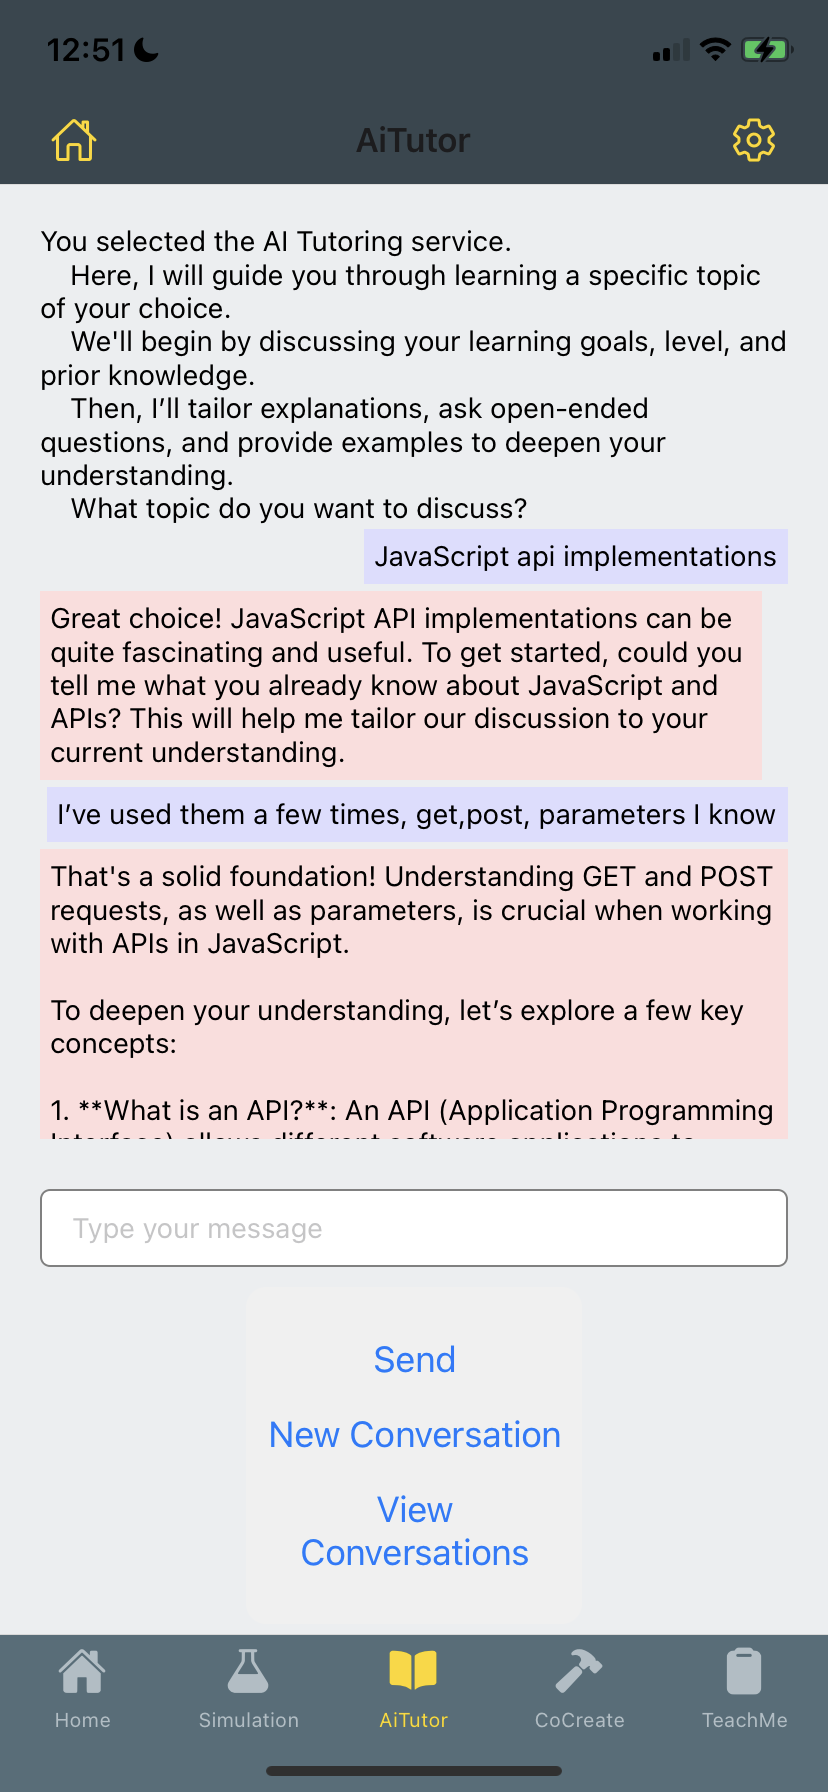 12:51
AiTutor
You selected the AI Tutoring service.
Here, I will guide you through learning a specific topic
of your choice.
We'll begin by discussing your learning goals, level, and
prior knowledge.
Then, I’ll tailor explanations, ask open-ended
questions, and provide examples to deepen your
understanding.
What topic do you want to discuss?
JavaScript api implementations
Great choice! JavaScript API implementations can be
quite fascinating and useful. To get started, could you
tell me what you already know about JavaScript and
APIs? This will help me tailor our discussion to your
current understanding.
I’ve used them a few times, get,post, parameters I know
That's a solid foundation! Understanding GET and POST
requests, as well as parameters, is crucial when working
with APIs in JavaScript.
To deepen your understanding, let’s explore a few key
concepts:
1. **What is an API?**: An API (Application Programming
Interface) allows different software applications to
Type your message
Send
New Conversation
View
Conversations
Home
Simulation
AiTutor
CoCreate
TeachMe